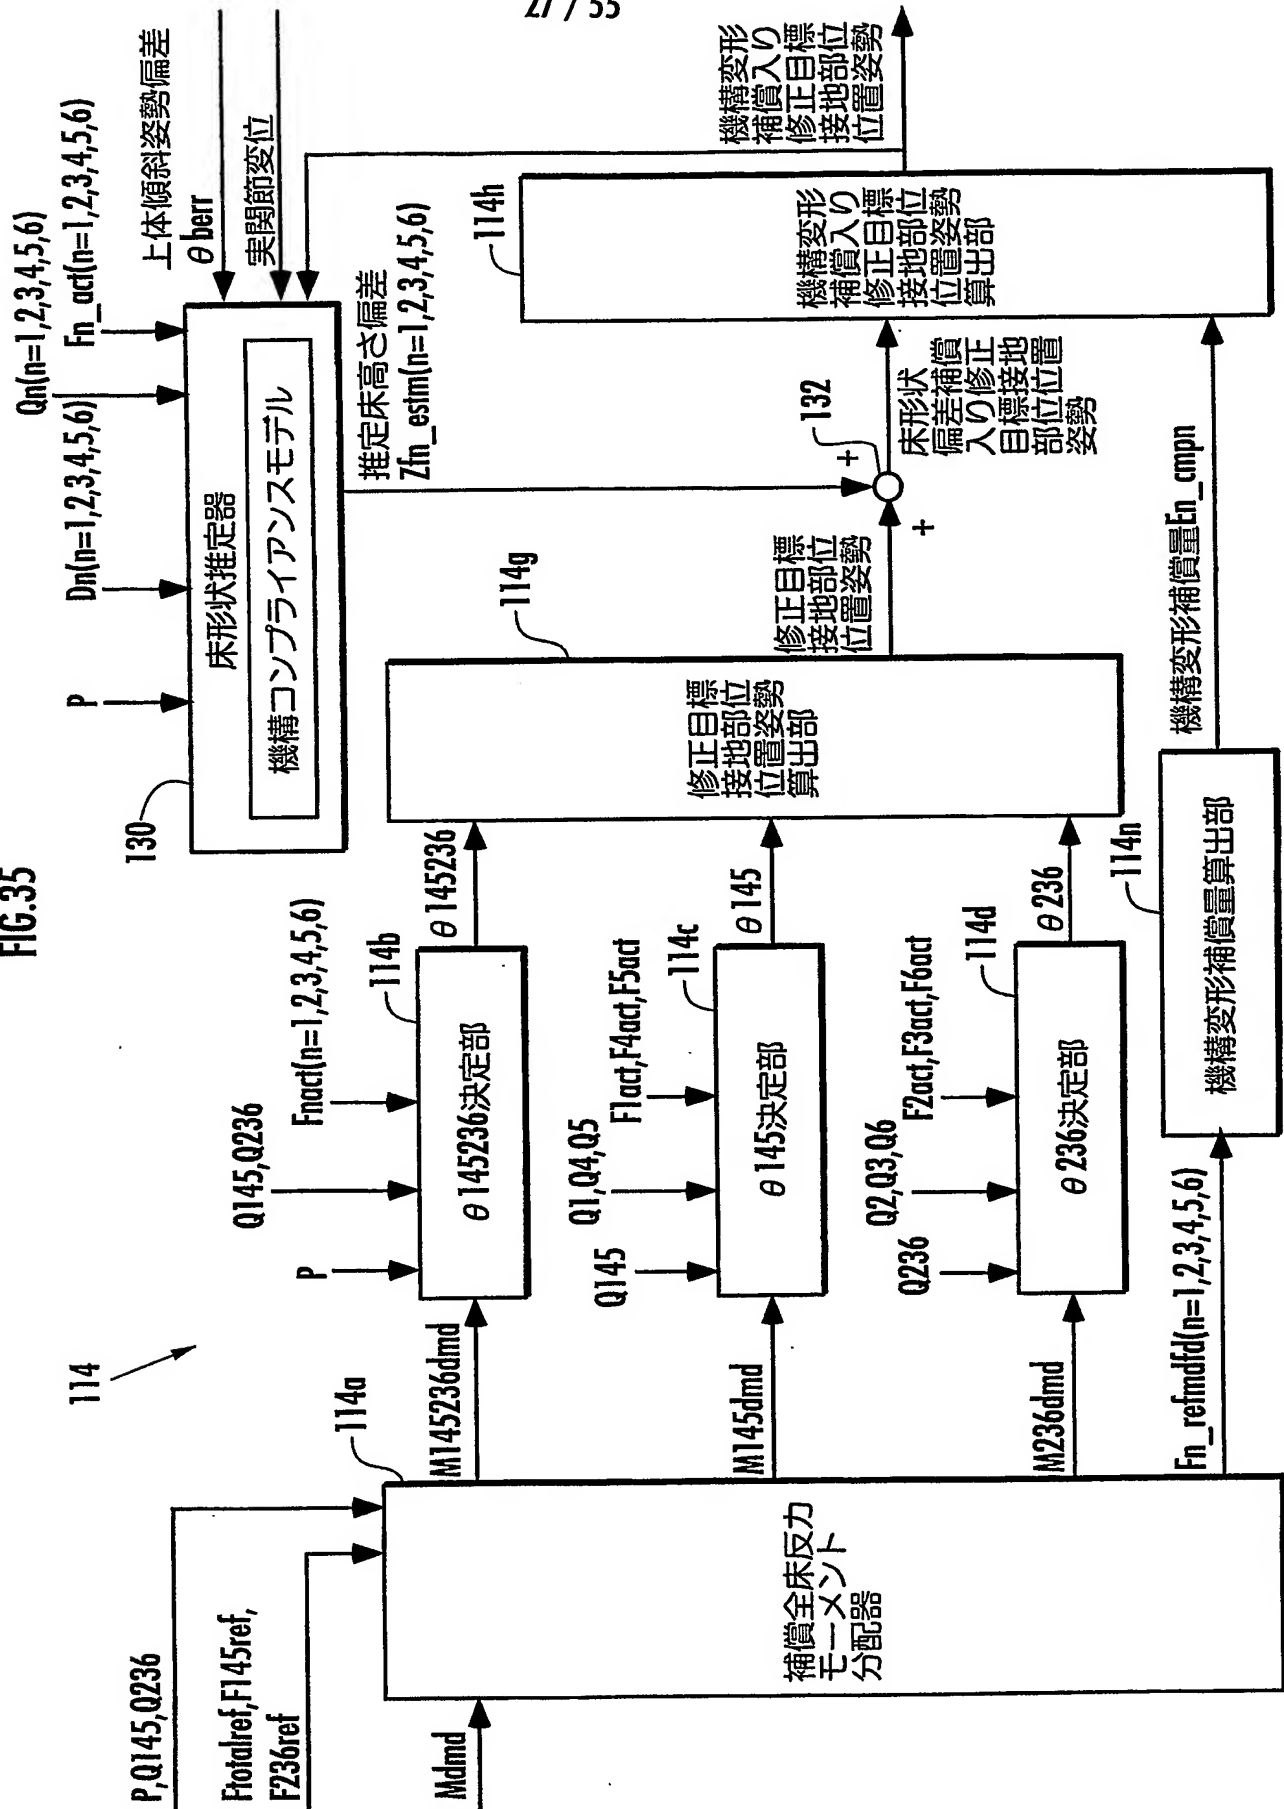 27 / 55
FIG.35
114
P,Q145,Q236
Ftotalref,F145ref,
F236ref
Mdmd
114a
補償全床反力
モーメント
分配器
M145236dmd
M145dmd
M236dmd
Fn_refmdfd(n=1,2,3,4,5,6)
P
Q145,Q236
Fnact(n=1,2,3,4,5,6)
114b
θ145236決定部
θ145236
Q145
Q1,Q4,Q5
F1act,F4act,F5act
114c
θ145決定部
θ145
Q236
Q2,Q3,Q6
F2act,F3act,F6act
114d
θ236決定部
θ236
114n
機構変形補償量算出部
機構変形補償量En_cmpn
114g
修正目標
接地部位
位置姿勢
算出部
修正目標
接地部位
位置姿勢
130
P
Dn(n=1,2,3,4,5,6)
Qn(n=1,2,3,4,5,6)
Fn_act(n=1,2,3,4,5,6)
床形状推定器
機構コンプライアンスモデル
上体傾斜姿勢偏差
θberr
実関節変位
推定床高さ偏差
Zfn_estm(n=1,2,3,4,5,6)
+
+
132
床形状
偏差補償
入り修正
目標接地
部位位置
姿勢
114h
機構変形
補償入り
修正目標
接地部位
位置姿勢
算出部
機構変形
補償入り
修正目標
接地部位
位置姿勢